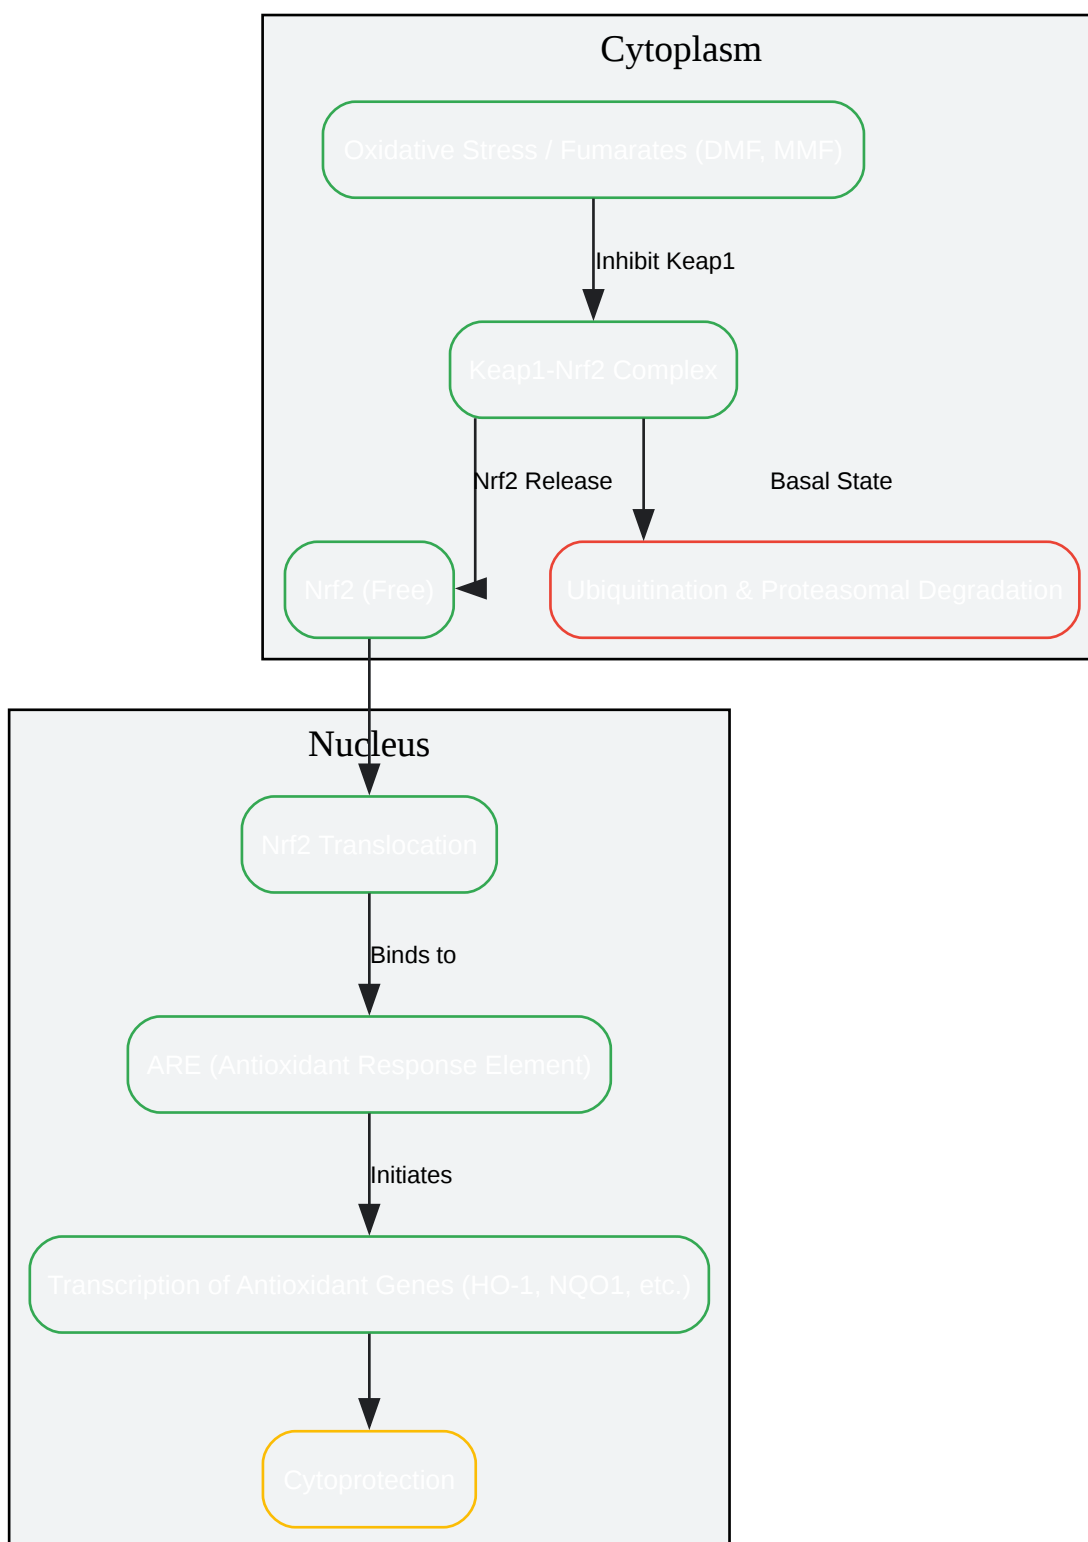 Cytoplasm
Oxidative Stress / Fumarates (DMF, MMF)
Inhibit Keap1
Keap1-Nrf2 Complex
Nrf2 Release
Basal State
Nrf2 (Free)
Ubiquitination & Proteasomal Degradation
Nucleus
Nrf2 Translocation
Binds to
ARE (Antioxidant Response Element)
Initiates
Transcription of Antioxidant Genes (HO-1, NQO1, etc.)
Cytoprotection